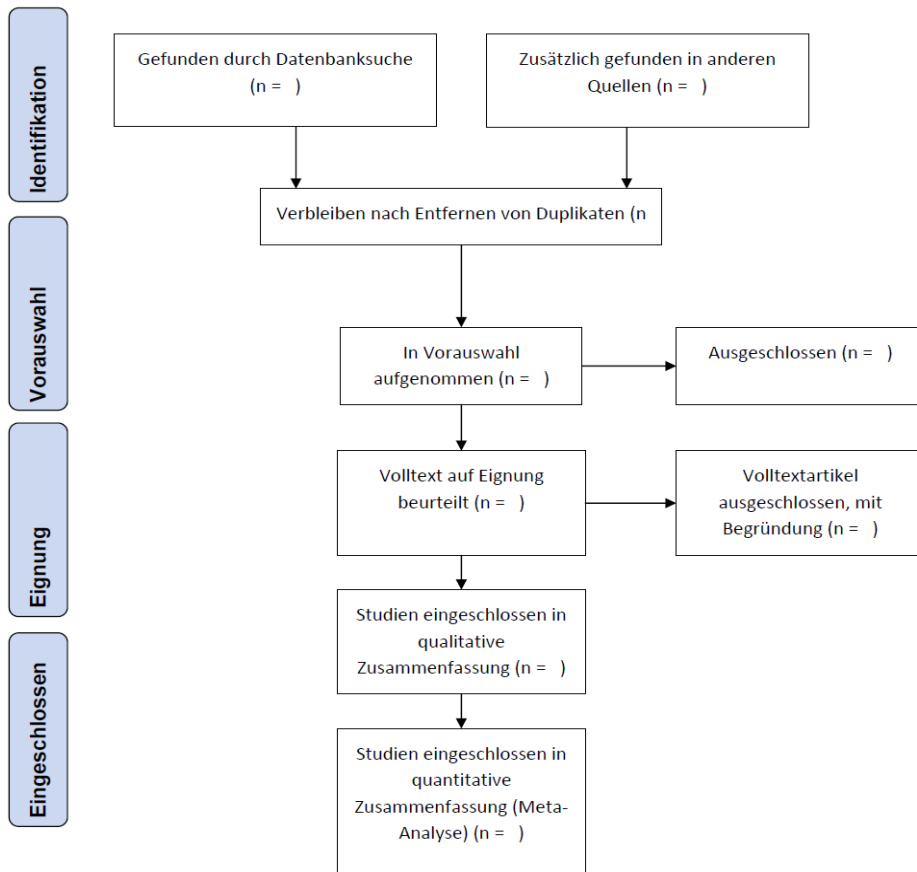 Identifikation
Gefunden durch Datenbanksuche
(n =   )
Zusätzlich gefunden in anderen
Quellen (n =   )
Verbleiben nach Entfernen von Duplikaten (n
Vorauswahl
In Vorauswahl
aufgenommen (n =   )
Ausgeschlossen (n =   )
Eignung
Volltext auf Eignung
beurteilt (n =   )
Volltextartikel
ausgeschlossen, mit
Begründung (n =   )
Studien eingeschlossen in
qualitative
Zusammenfassung (n =   )
Eingeschlossen
Studien eingeschlossen in
quantitative
Zusammenfassung (Meta-
Analyse) (n =   )